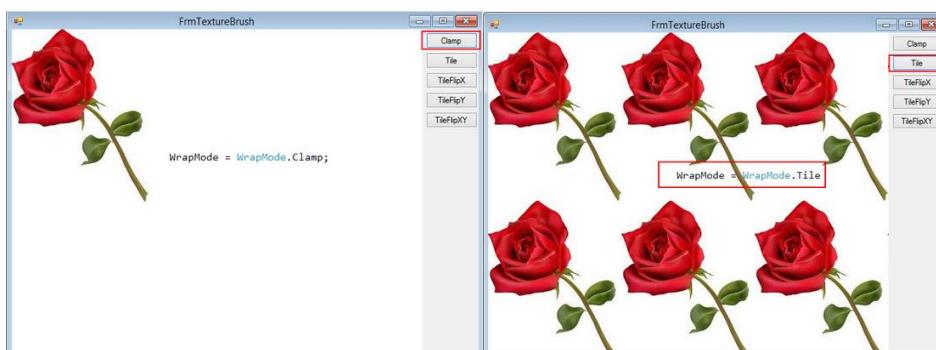 FrmTextureBrush
Clamp
Tile
TileFlipX
TileFlipY
TileFlipXY
WrapMode = WrapMode.Clamp;
FrmTextureBrush
Clamp
Tile
TileFlipX
TileFlipY
TileFlipXY
WrapMode = WrapMode.Tile